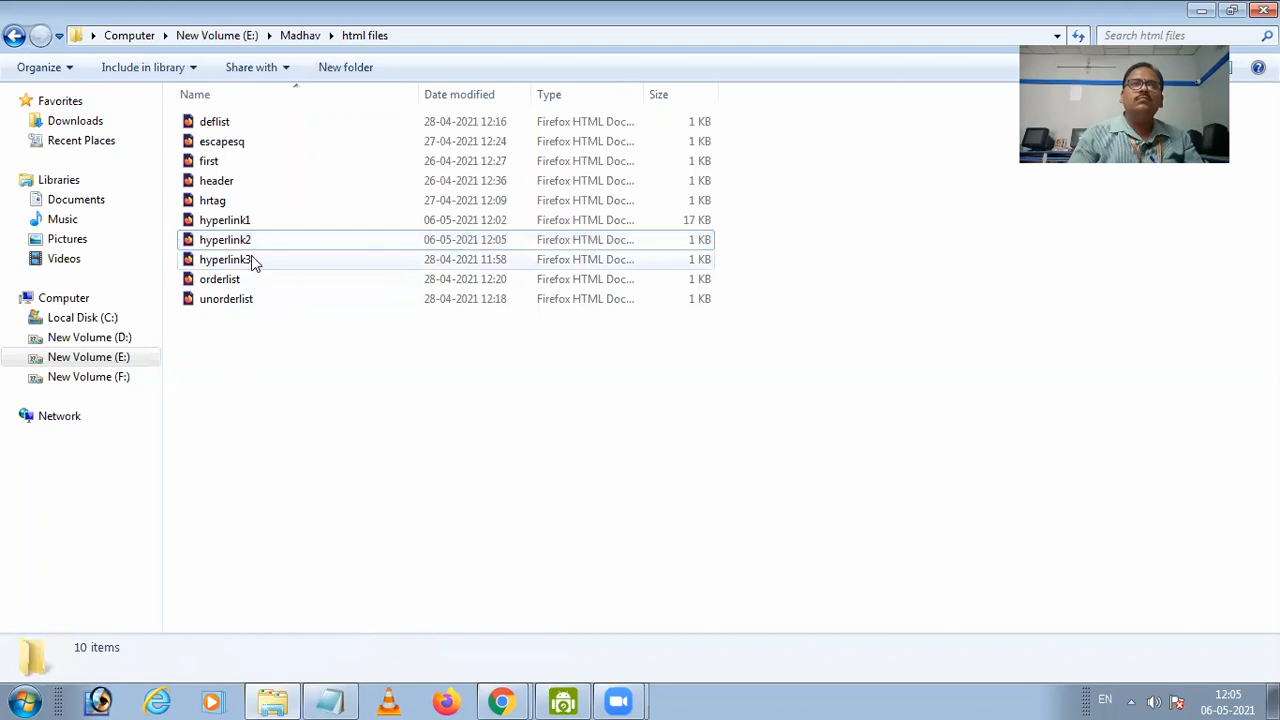 Computer New Volume (E:) Madhav html files Search html files
Organize Include in library Share with New folder
Name Date modified Type Size
Favorites
Downloads
Recent Places
Libraries
Documents
Music
Pictures
Videos
Computer
Local Disk (C:)
New Volume (D:)
New Volume (E:)
New Volume (F:)
Network
deflist 28-04-2021 12:16 Firefox HTML Doc... 1 KB
escapesq 27-04-2021 12:24 Firefox HTML Doc... 1 KB
first 26-04-2021 12:27 Firefox HTML Doc... 1 KB
header 26-04-2021 12:36 Firefox HTML Doc... 1 KB
hrtag 27-04-2021 12:09 Firefox HTML Doc... 1 KB
hyperlink1 06-05-2021 12:02 Firefox HTML Doc... 17 KB
hyperlink2 06-05-2021 12:05 Firefox HTML Doc... 1 KB
hyperlink3 28-04-2021 11:58 Firefox HTML Doc... 1 KB
orderlist 28-04-2021 12:20 Firefox HTML Doc... 1 KB
unorderlist 28-04-2021 12:18 Firefox HTML Doc... 1 KB
10 items
EN 12:05
06-05-2021